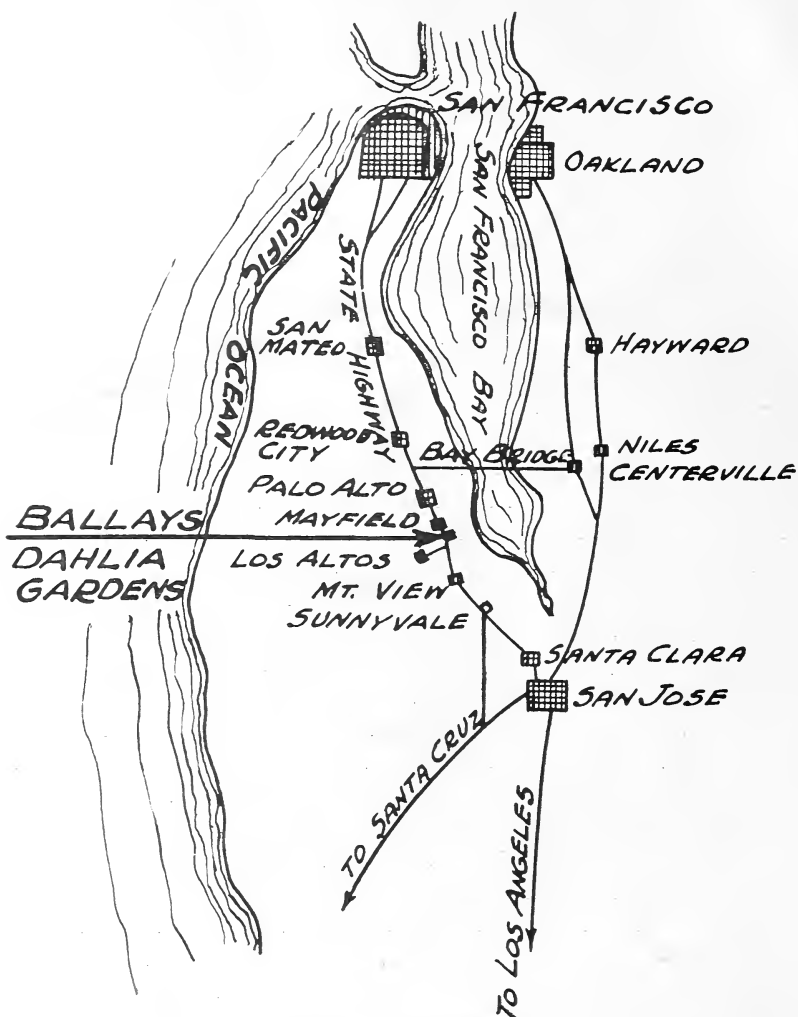 SAN FRANCISCO
OAKLAND
SAN FRANCISCO BAY
PACIFIC OCEAN
STATE HIGHWAY
SAN
MATEO
HAYWARD
REDWOOD
CITY
BAY BRIDGE
NILES
CENTERVILLE
PALO ALTO
MAYFIELD
BALLAYS
DAHLIA
GARDENS
LOS ALTOS
MT. VIEW
SUNNYVALE
SANTA CLARA
SAN JOSE
TO SANTA CRUZ
TO LOS ANGELES